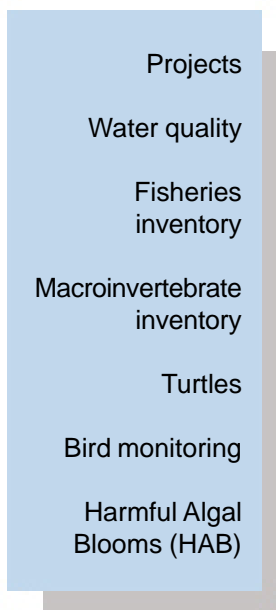 Projects
Water quality
Fisheries
inventory
Macroinvertebrate
inventory
Turtles
Bird monitoring
Harmful Algal
Blooms (HAB)